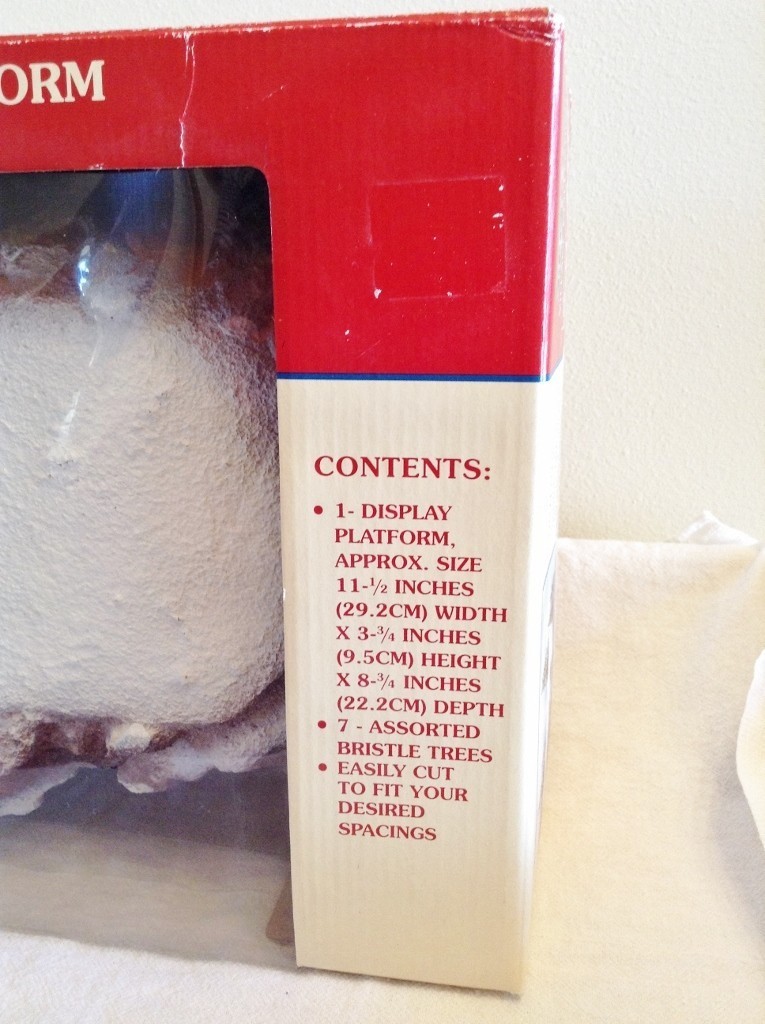 ORM
CONTENTS:
• 1- DISPLAY
PLATFORM,
APPROX. SIZE
11-½ INCHES
(29.2CM) WIDTH
X 3-¾ INCHES
(9.5CM) HEIGHT
X 8-¾ INCHES
(22.2CM) DEPTH
• 7 - ASSORTED
BRISTLE TREES
• EASILY CUT
TO FIT YOUR
DESIRED
SPACINGS